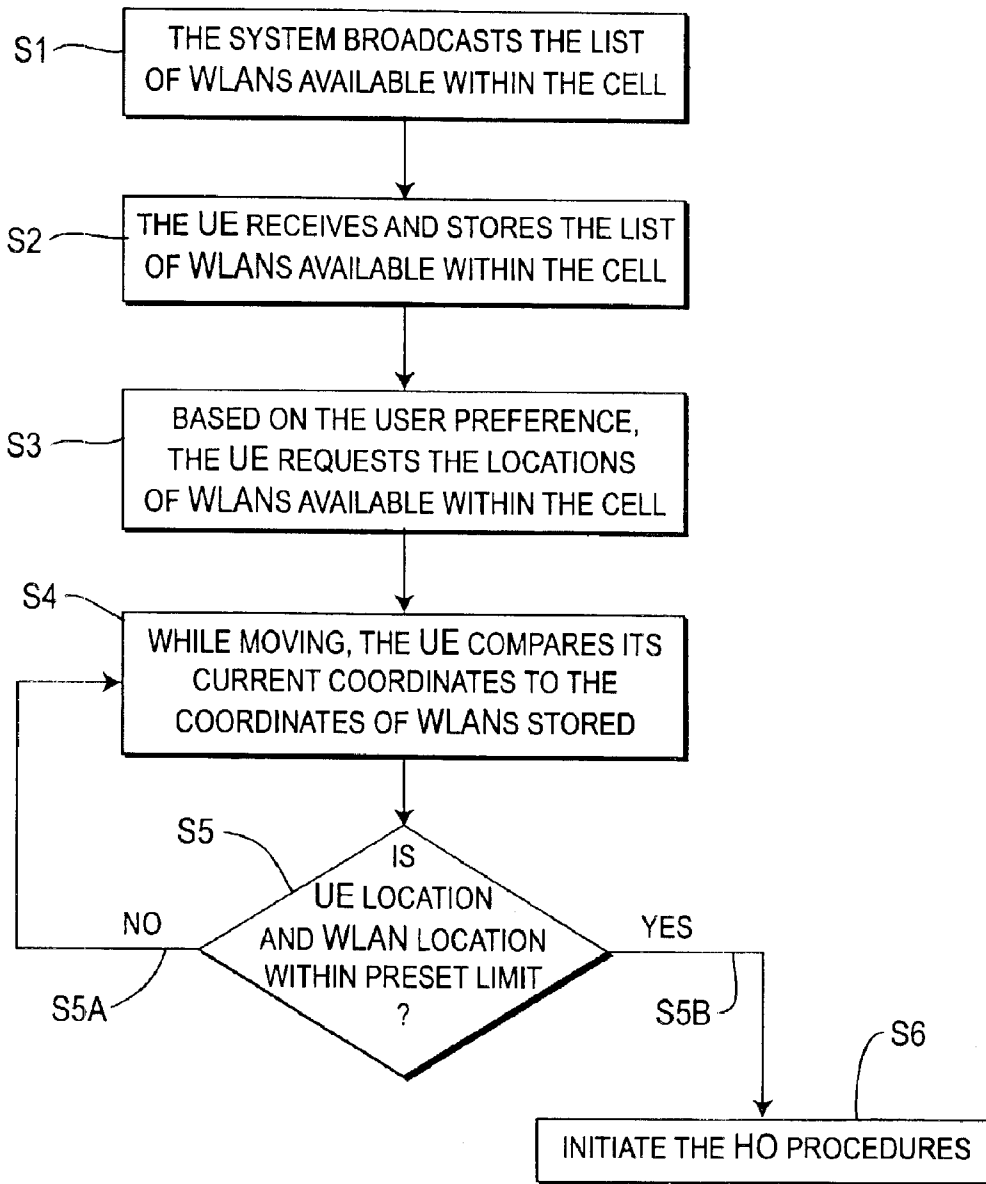 S1
THE SYSTEM BROADCASTS THE LIST
OF WLANS AVAILABLE WITHIN THE CELL
S2
THE UE RECEIVES AND STORES THE LIST
OF WLANS AVAILABLE WITHIN THE CELL
S3
BASED ON THE USER PREFERENCE,
THE UE REQUESTS THE LOCATIONS
OF WLANS AVAILABLE WITHIN THE CELL
S4
WHILE MOVING, THE UE COMPARES ITS
CURRENT COORDINATES TO THE
COORDINATES OF WLANS STORED
S5
IS
UE LOCATION
AND WLAN LOCATION
WITHIN PRESET LIMIT
?
NO
S5A
YES
S5B
S6
INITIATE THE HO PROCEDURES